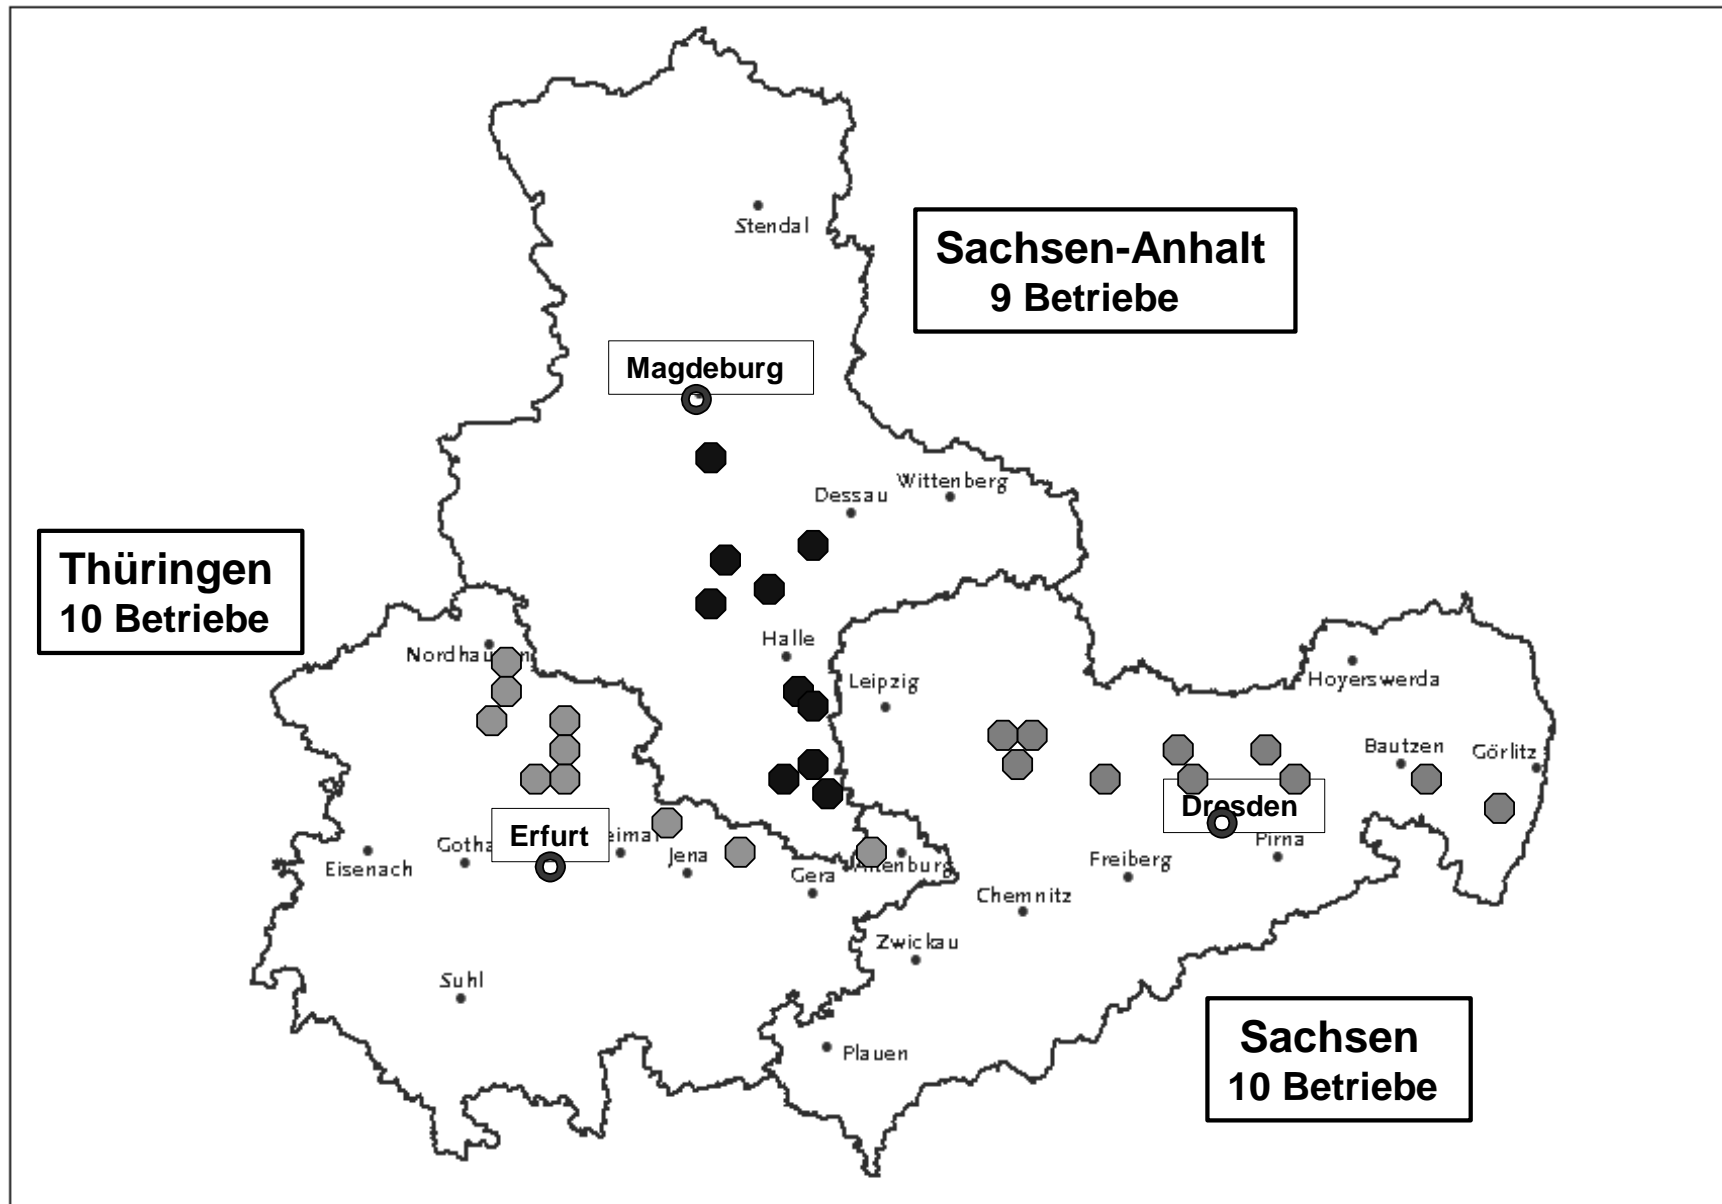 Stendal
Sachsen-Anhalt
9 Betriebe
Magdeburg
Wittenberg
Dessau
Thüringen
10 Betriebe
Halle
Leipzig
Hoyerswerda
Bautzen
Görlitz
Dresden
Erfurt
Pirna
Jena
Gera
Eisenach
Freiberg
Chemnitz
Zwickau
Suhl
Plauen
Sachsen
10 Betriebe